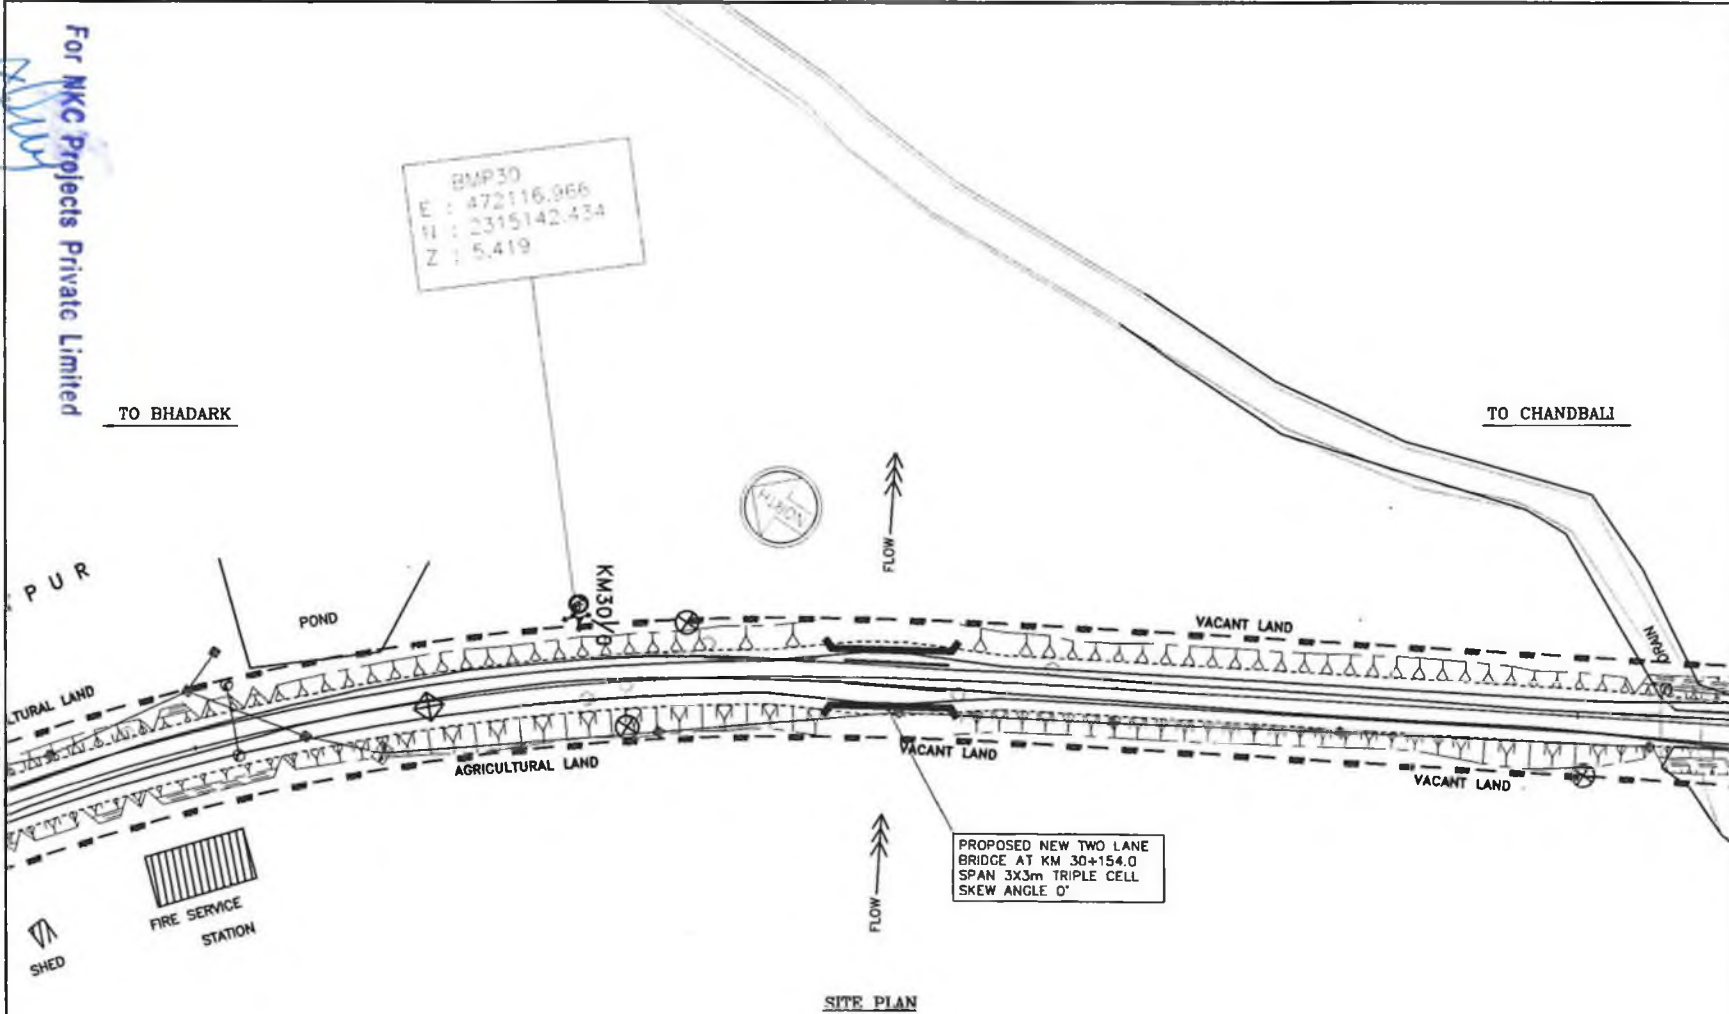 For NKC Projects Private Limited
BMP30
E : 472116.966
N : 2315142.434
Z : 5.419
TO BHADARK
TO CHANDBALI
NORTH
FLOW
PUR
POND
KM30/0
VACANT LAND
DRAIN
TURAL LAND
AGRICULTURAL LAND
VACANT LAND
VACANT LAND
PROPOSED NEW TWO LANE
BRIDGE AT KM 30+154.0
SPAN 3X3m TRIPLE CELL
SKEW ANGLE 0°
FLOW
FIRE SERVICE
STATION
SHED
SITE PLAN